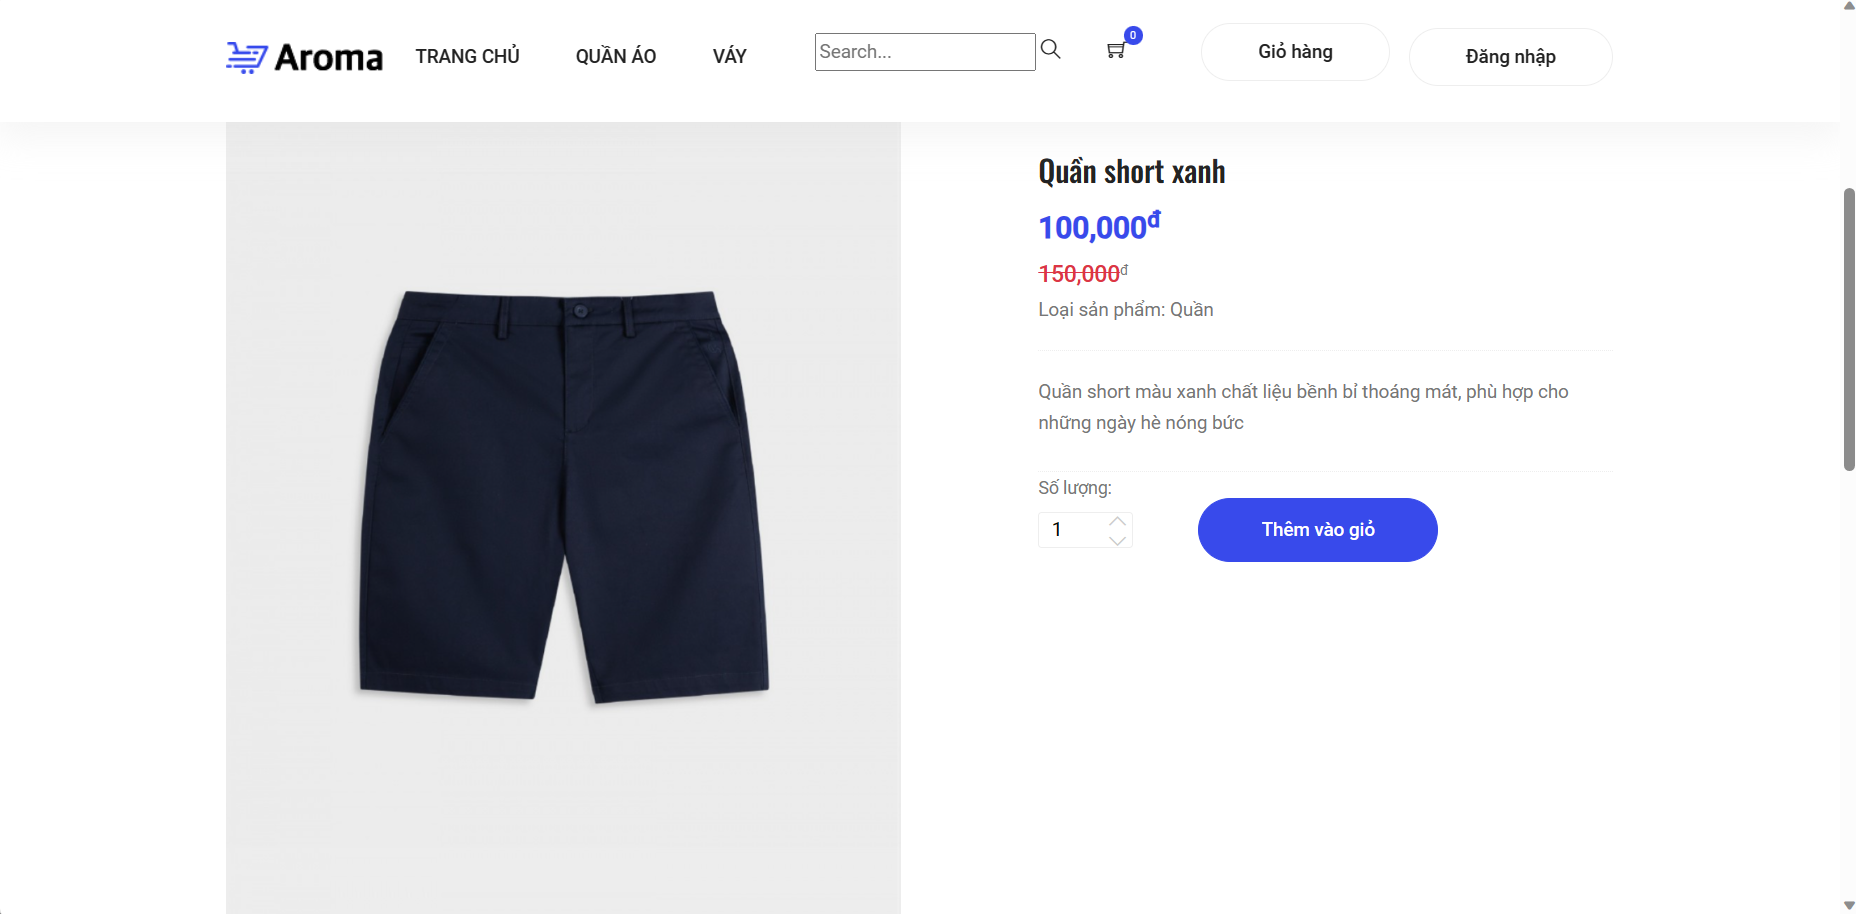 Aroma
TRANG CHỦ
QUẦN ÁO
VÁY
Search...
0
Giỏ hàng
Đăng nhập
Quần short xanh
100,000đ
150,000đ
Loại sản phẩm: Quần
Quần short màu xanh chất liệu bềnh bỉ thoáng mát, phù hợp cho
những ngày hè nóng bức
Số lượng:
1
Thêm vào giỏ